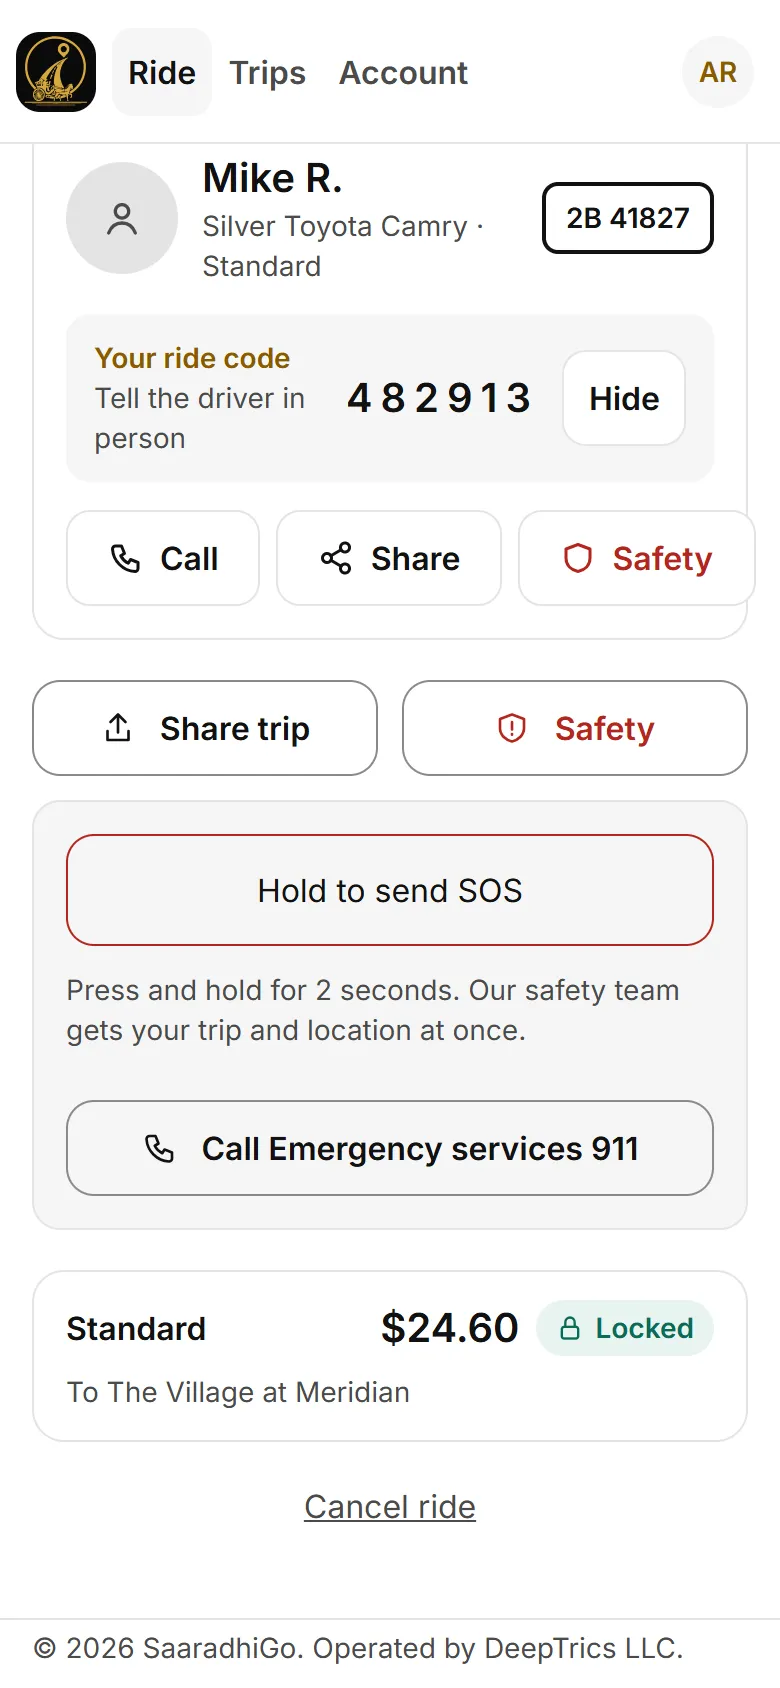 Ride Trips Account AR
Mike R.
Silver Toyota Camry ·
Standard
2B 41827
Your ride code
Tell the driver in
person
482913
Hide
Call
Share
Safety
Share trip
Safety
Hold to send SOS
Press and hold for 2 seconds. Our safety team
gets your trip and location at once.
Call Emergency services 911
Standard
$24.60
Locked
To The Village at Meridian
Cancel ride
© 2026 SaaradhiGo. Operated by DeepTrics LLC.